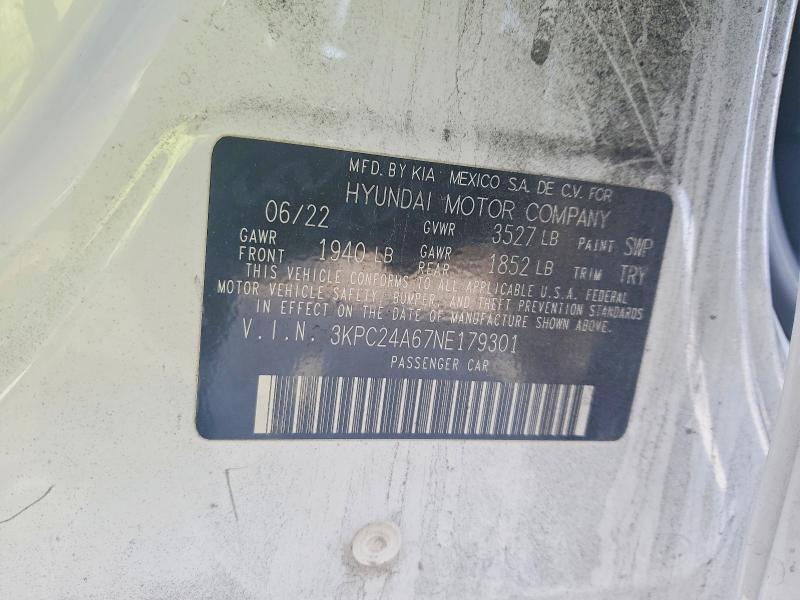 MFD. BY KIA MEXICO S.A. DE C.V. FOR
HYUNDAI MOTOR COMPANY
06/22 GVWR 3527 LB PAINT SWP
GAWR FRONT 1940 LB GAWR REAR 1852 LB TRIM TRY
THIS VEHICLE CONFORMS TO ALL APPLICABLE U.S.A. FEDERAL
MOTOR VEHICLE SAFETY, BUMPER, AND THEFT PREVENTION STANDARDS
IN EFFECT ON THE DATE OF MANUFACTURE SHOWN ABOVE.
V.I.N. 3KPC24A67NE179301
PASSENGER CAR